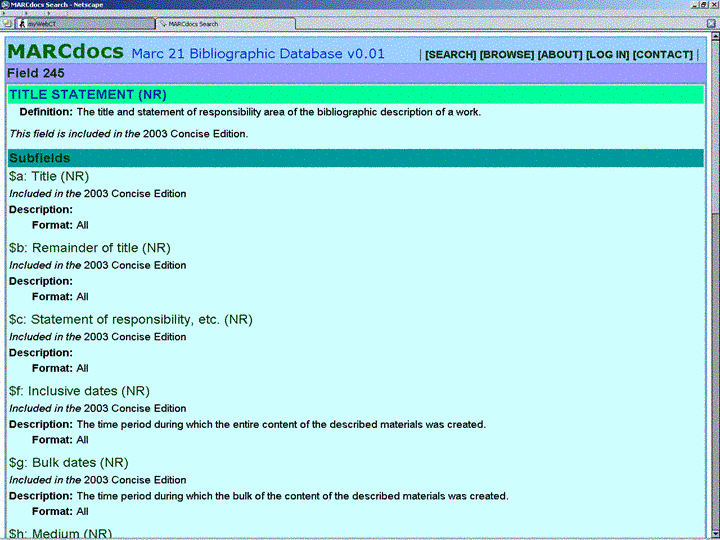 MARCdocs Search - Netscape
myWebCT
MARCdocs Search
MARCdocs Marc 21 Bibliographic Database v0.01 | [SEARCH] [BROWSE] [ABOUT] [LOG IN] [CONTACT] |
Field 245
TITLE STATEMENT (NR)
Definition: The title and statement of responsibility area of the bibliographic description of a work.
This field is included in the 2003 Concise Edition.
Subfields
$a: Title (NR)
Included in the 2003 Concise Edition
Description:
Format: All
$b: Remainder of title (NR)
Included in the 2003 Concise Edition
Description:
Format: All
$c: Statement of responsibility, etc. (NR)
Included in the 2003 Concise Edition
Description:
Format: All
$f: Inclusive dates (NR)
Included in the 2003 Concise Edition
Description: The time period during which the entire content of the described materials was created.
Format: All
$g: Bulk dates (NR)
Included in the 2003 Concise Edition
Description: The time period during which the bulk of the content of the described materials was created.
Format: All
$h: Medium (NR)